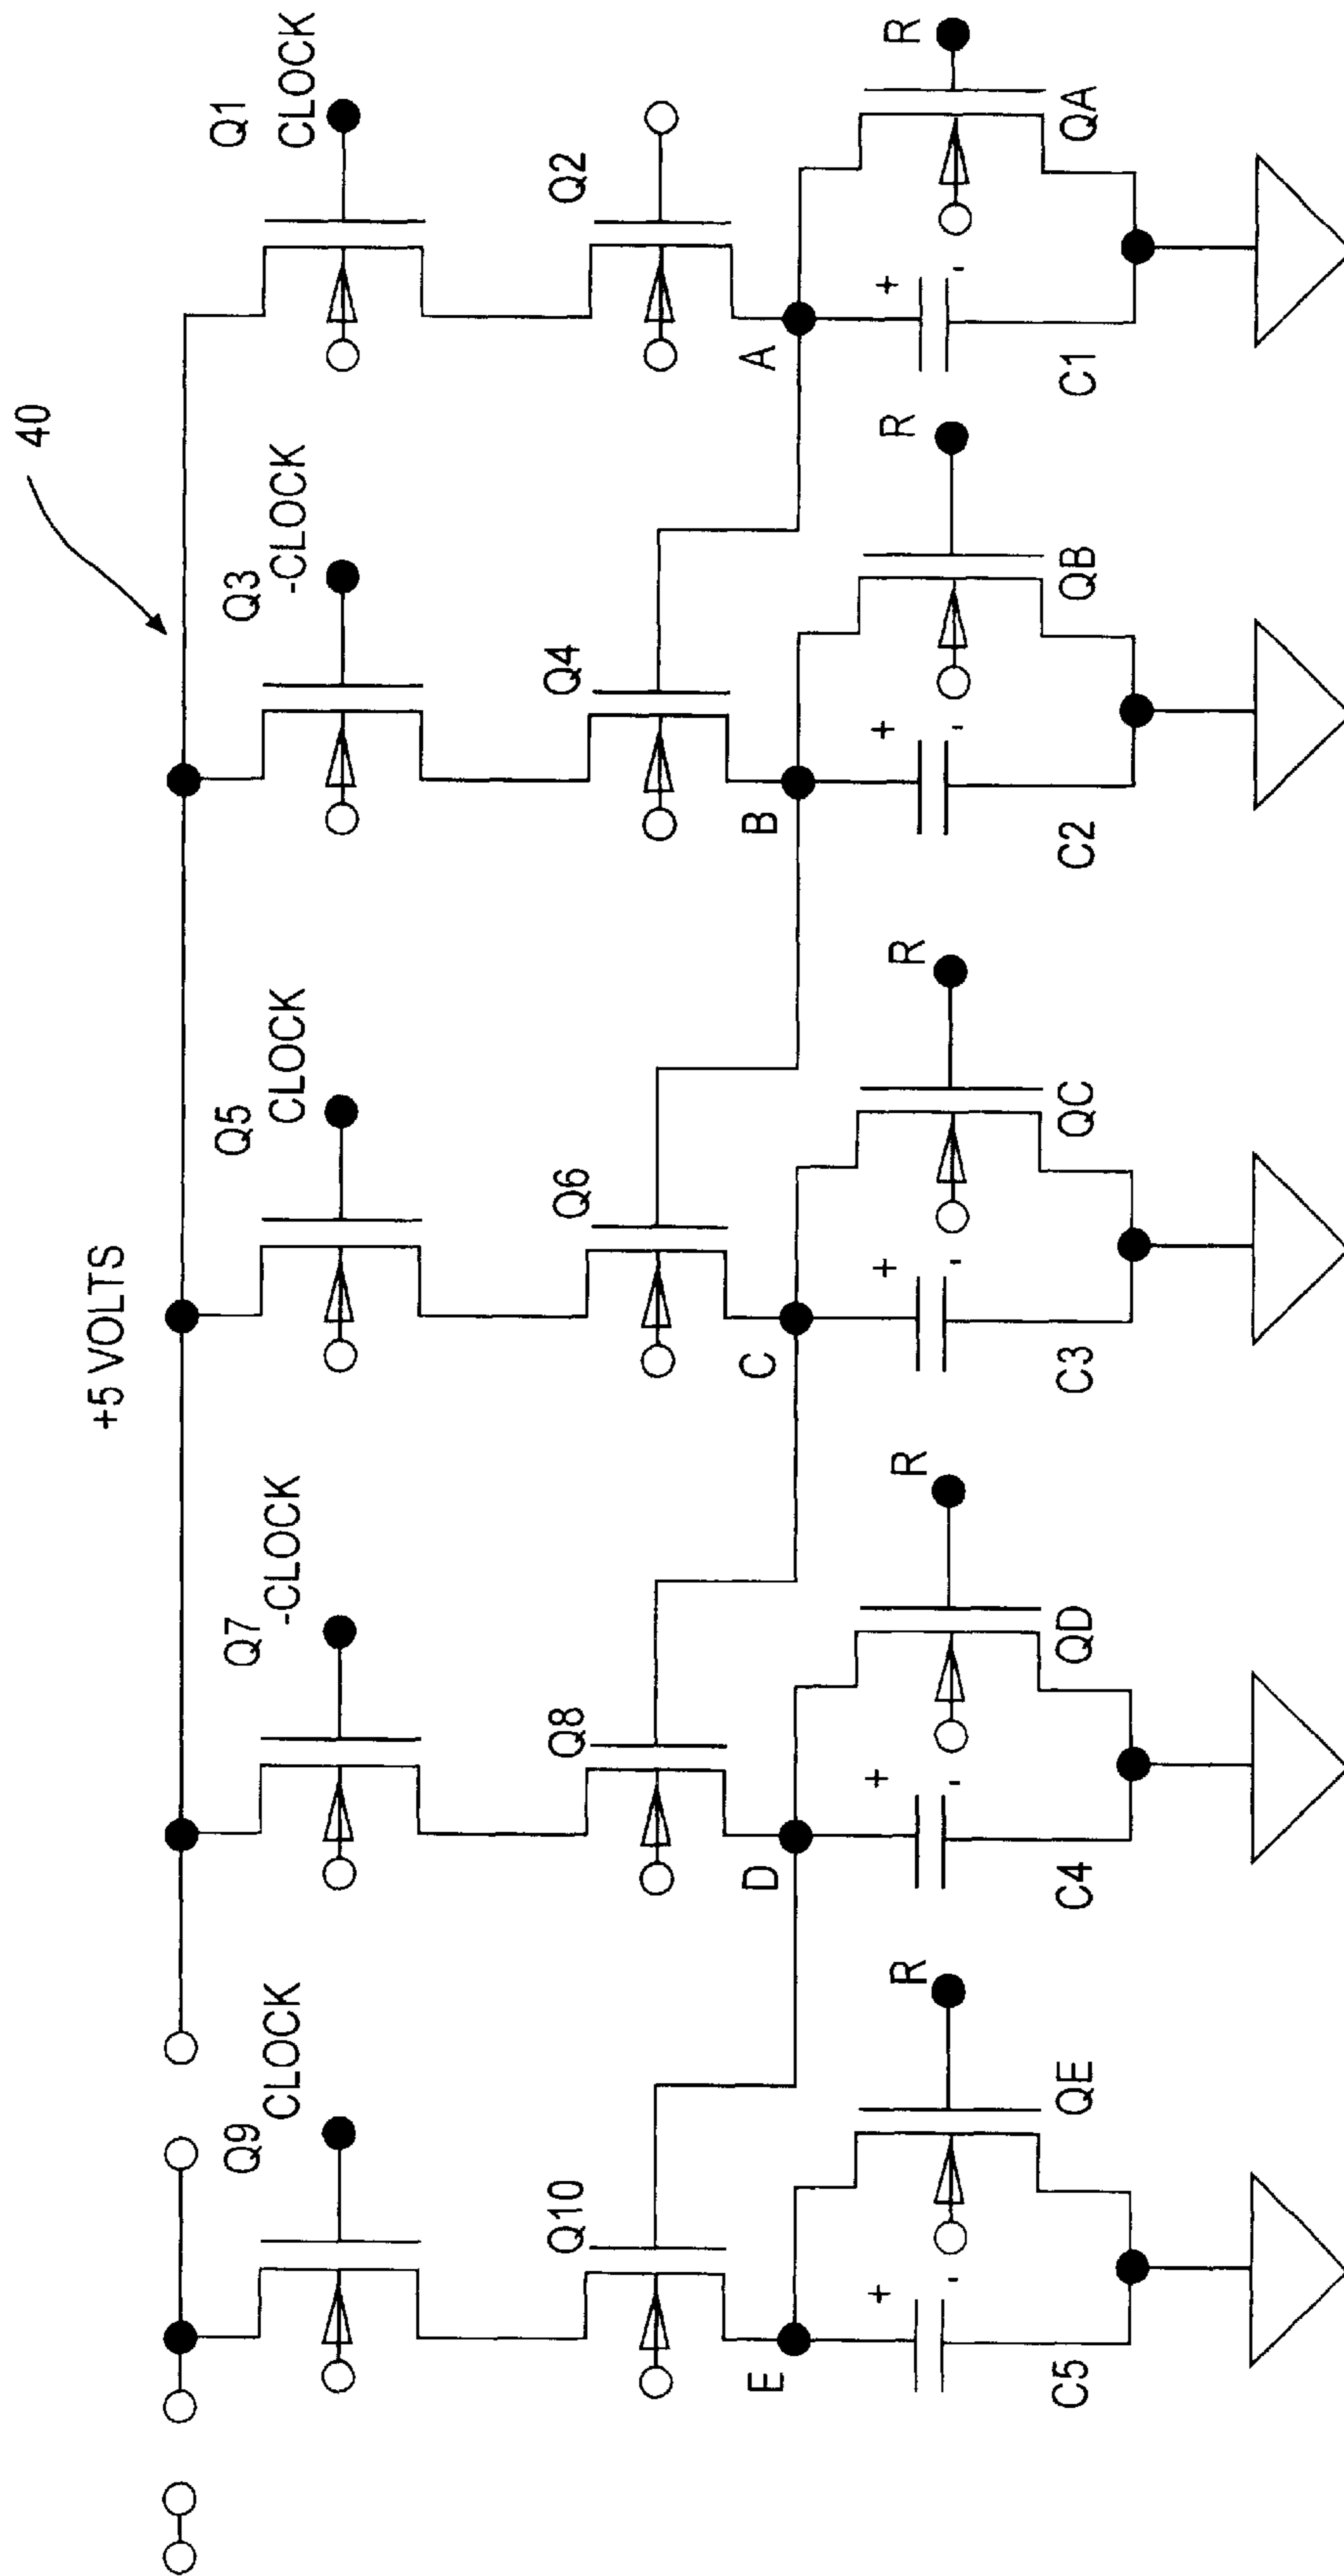 40
+5 VOLTS
Q9
CLOCK
Q7
-CLOCK
Q5
CLOCK
Q3
-CLOCK
Q1
CLOCK
Q10
Q8
Q6
Q4
Q2
E
D
C
B
A
+
-
R
+
-
R
+
-
R
+
-
R
+
-
R
C5
QE
C4
QD
C3
QC
C2
QB
C1
QA